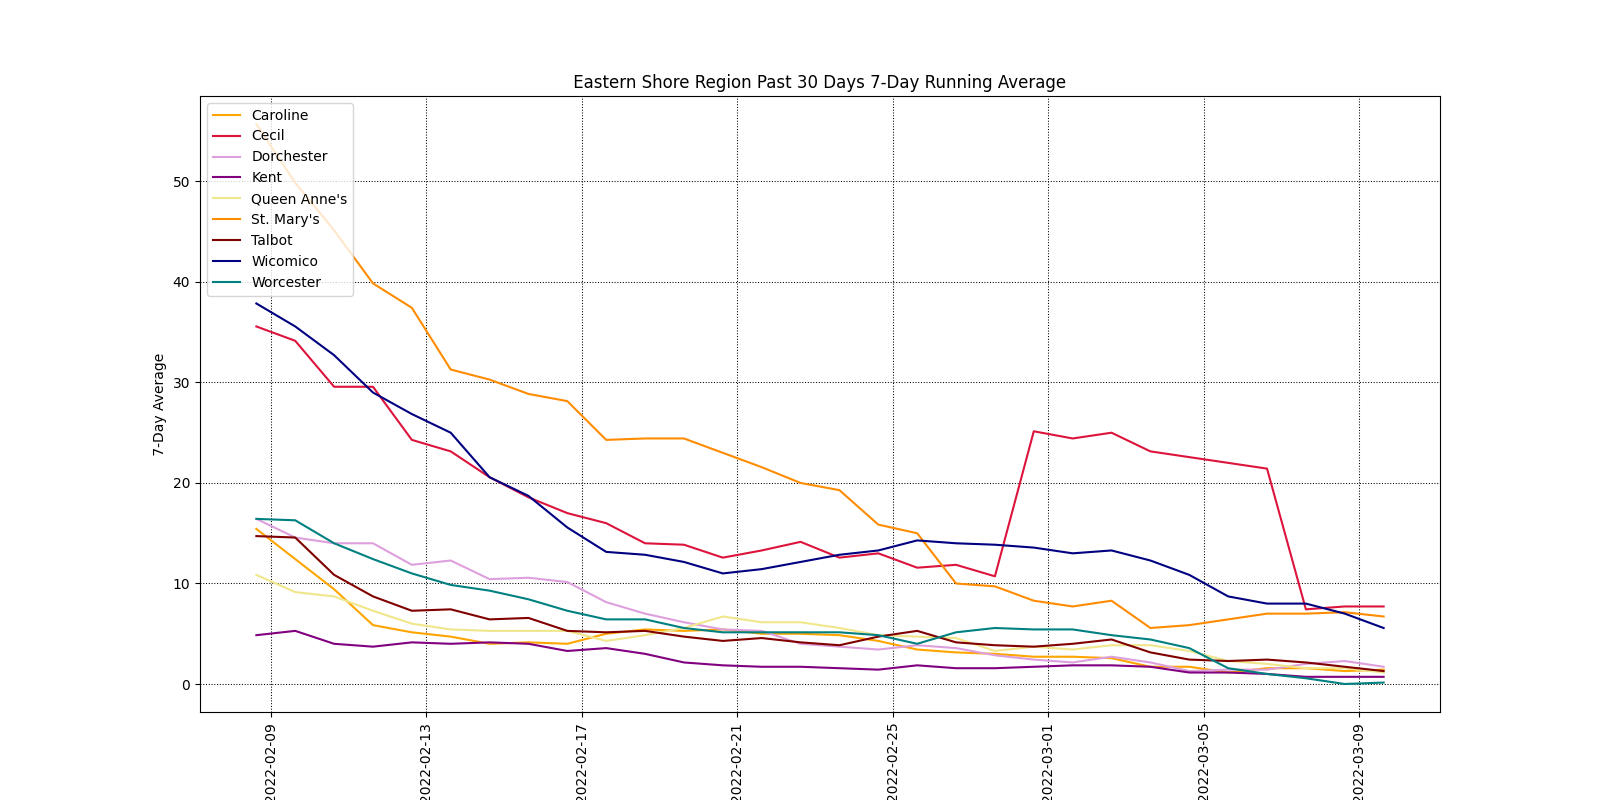 Eastern Shore Region Past 30 Days 7-Day Running Average
Caroline
Cecil
Dorchester
Kent
Queen Anne's
St. Mary's
Talbot
Wicomico
Worcester
50
40
30
20
10
0
7-Day Average
2022-02-09
2022-02-13
2022-02-17
2022-02-21
2022-02-25
2022-03-01
2022-03-05
2022-03-09